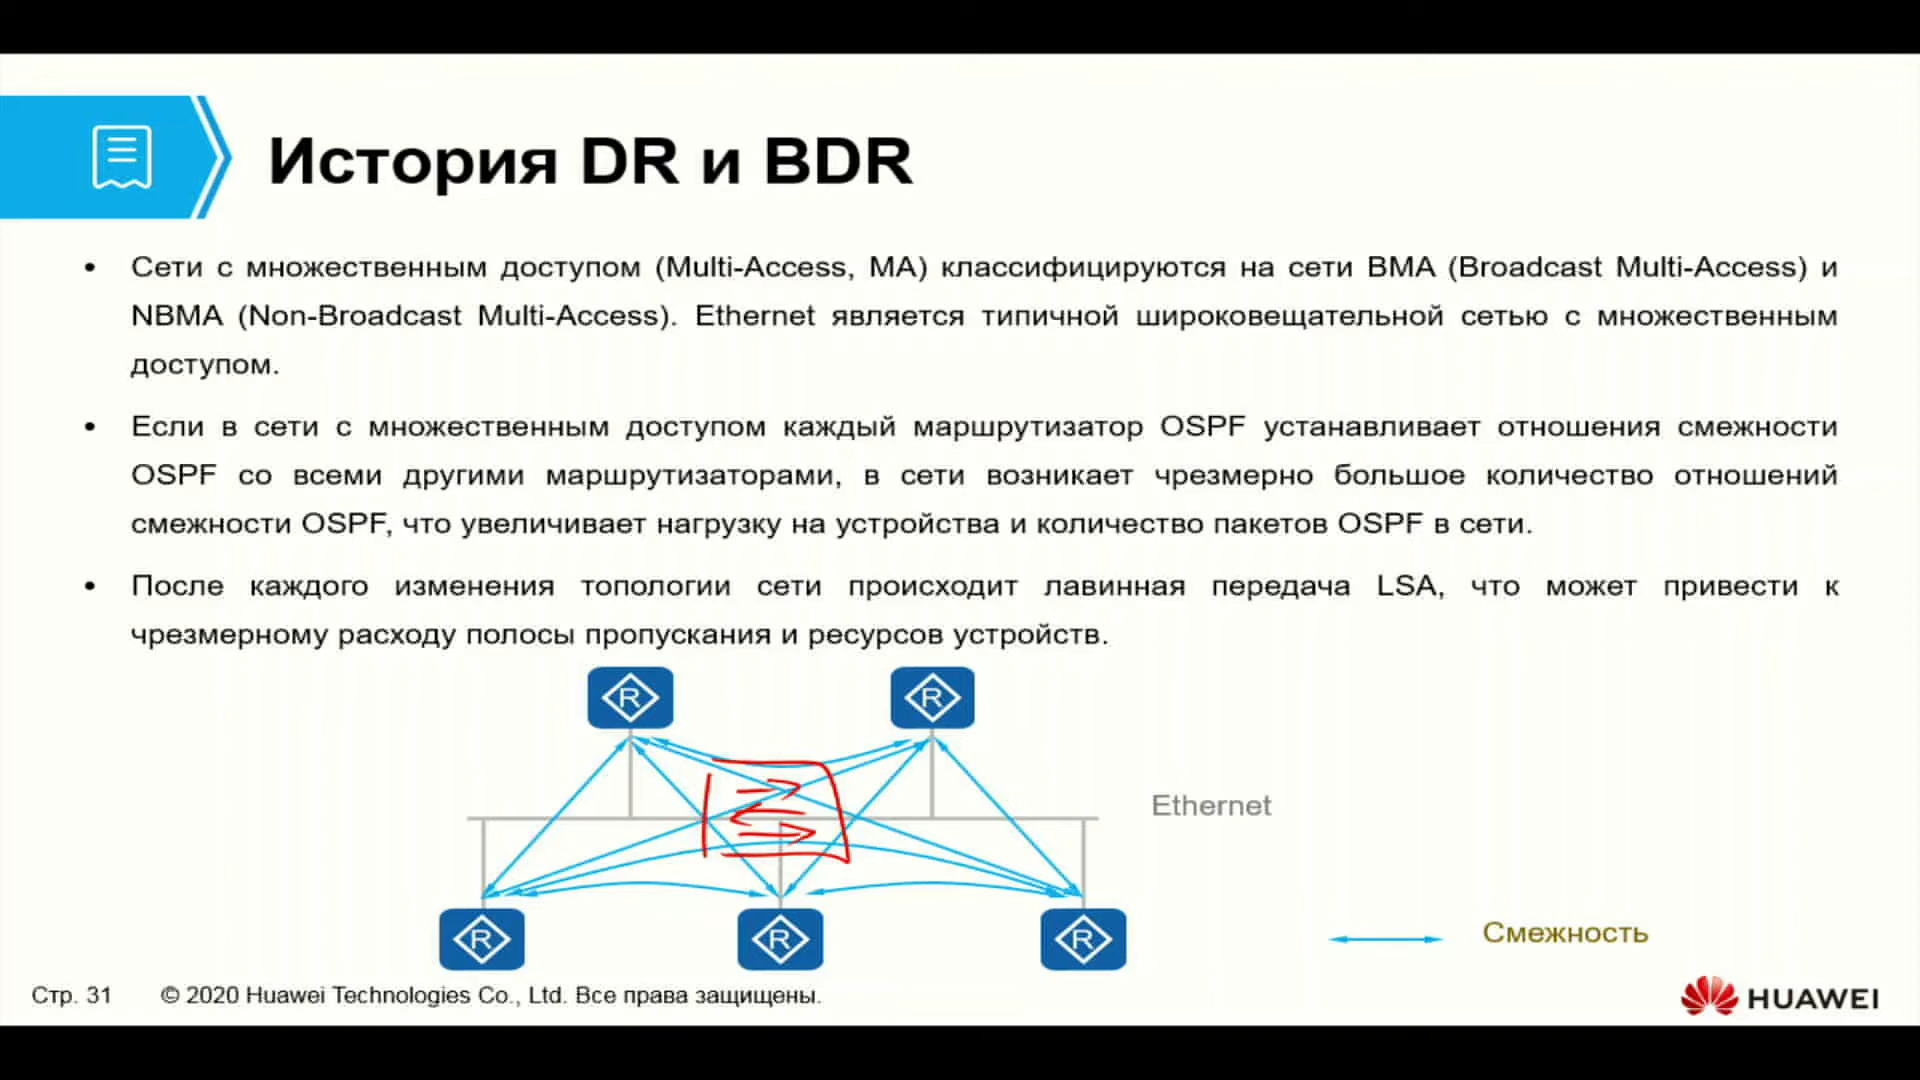 История DR и BDR
• Сети с множественным доступом (Multi-Access, MA) классифицируются на сети BMA (Broadcast Multi-Access) и
NBMA (Non-Broadcast Multi-Access). Ethernet является типичной широковещательной сетью с множественным
доступом.
• Если в сети с множественным доступом каждый маршрутизатор OSPF устанавливает отношения смежности
OSPF со всеми другими маршрутизаторами, в сети возникает чрезмерно большое количество отношений
смежности OSPF, что увеличивает нагрузку на устройства и количество пакетов OSPF в сети.
• После каждого изменения топологии сети происходит лавинная передача LSA, что может привести к
чрезмерному расходу полосы пропускания и ресурсов устройств.
R R
Ethernet
R R R
Смежность
Стр. 31 © 2020 Huawei Technologies Co., Ltd. Все права защищены.
HUAWEI